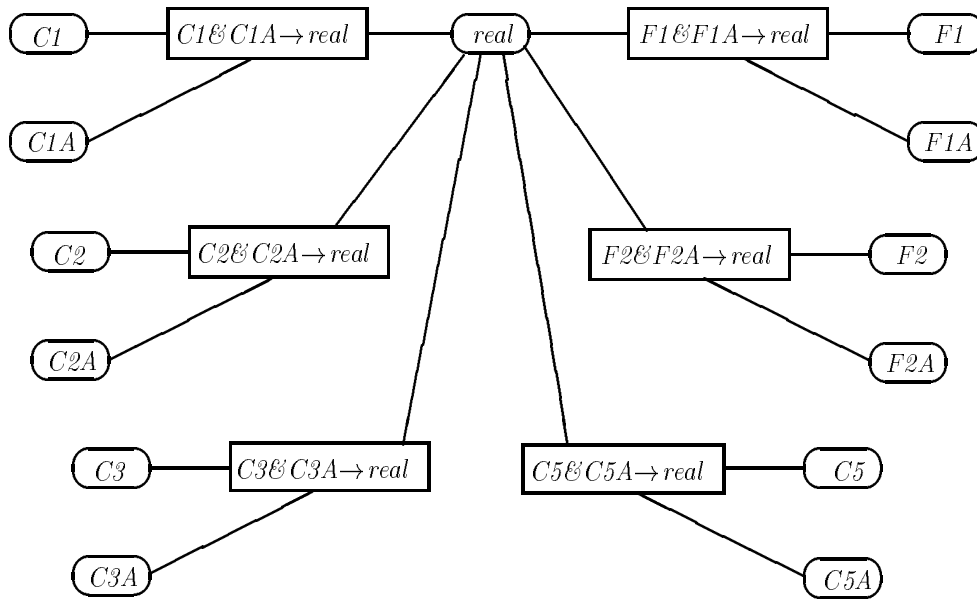 C1 C1&C1A→real real F1&F1A→real F1
C1A F1A
C2 C2&C2A→real F2&F2A→real F2
C2A F2A
C3 C3&C3A→real C5&C5A→real C5
C3A C5A